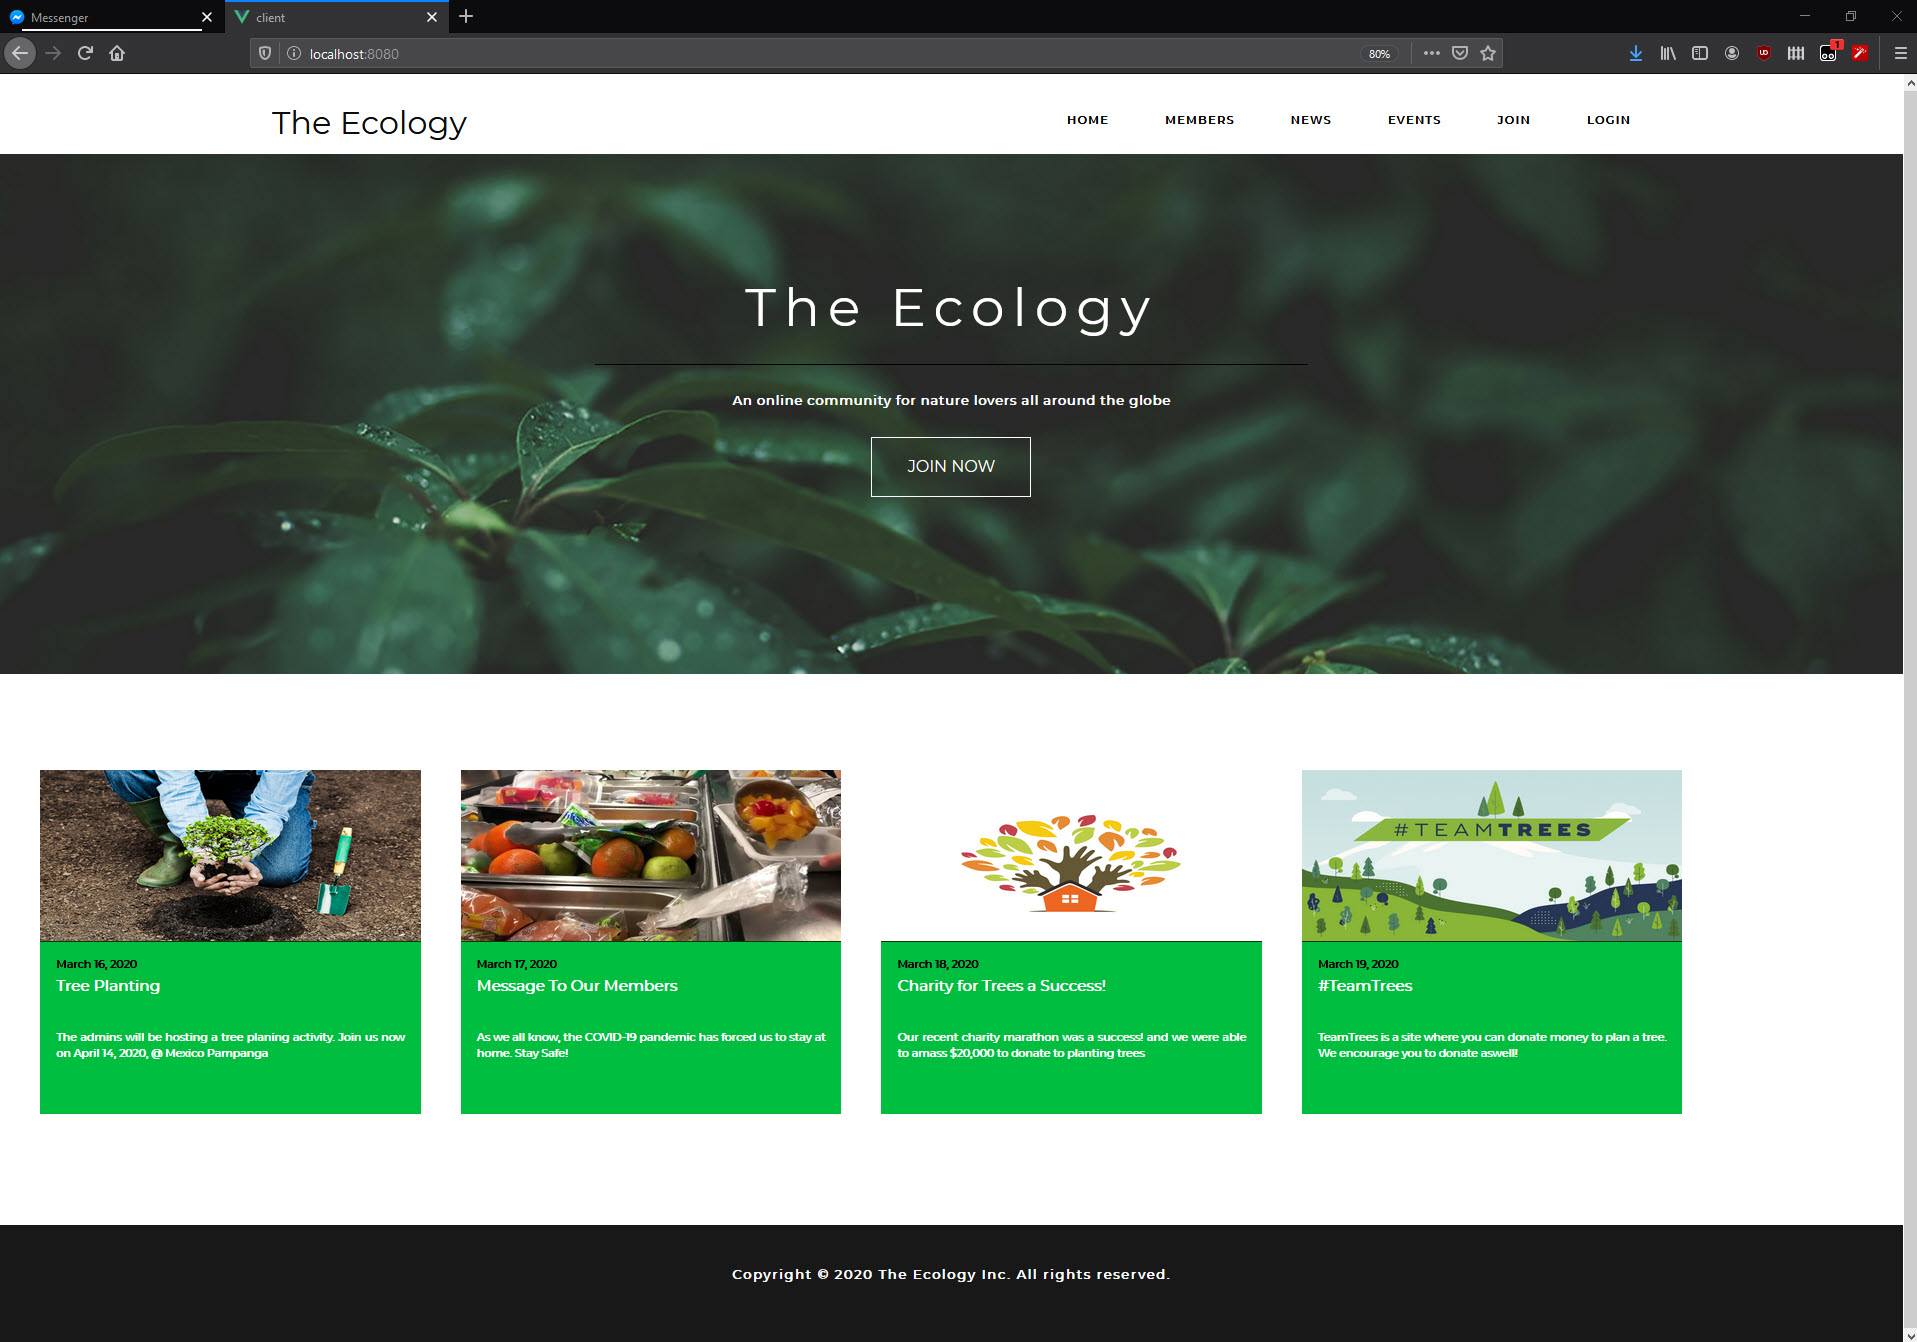 Messenger
client
localhost:8080
80%
1
The Ecology
HOME
MEMBERS
NEWS
EVENTS
JOIN
LOGIN
The Ecology
An online community for nature lovers all around the globe
JOIN NOW
#TEAMTREES
March 16, 2020
Tree Planting
The admins will be hosting a tree planing activity. Join us now
on April 14, 2020, @ Mexico Pampanga
March 17, 2020
Message To Our Members
As we all know, the COVID-19 pandemic has forced us to stay at
home. Stay Safe!
March 18, 2020
Charity for Trees a Success!
Our recent charity marathon was a success! and we were able
to amass $20,000 to donate to planting trees
March 19, 2020
#TeamTrees
TeamTrees is a site where you can donate money to plan a tree.
We encourage you to donate aswell!
Copyright © 2020 The Ecology Inc. All rights reserved.